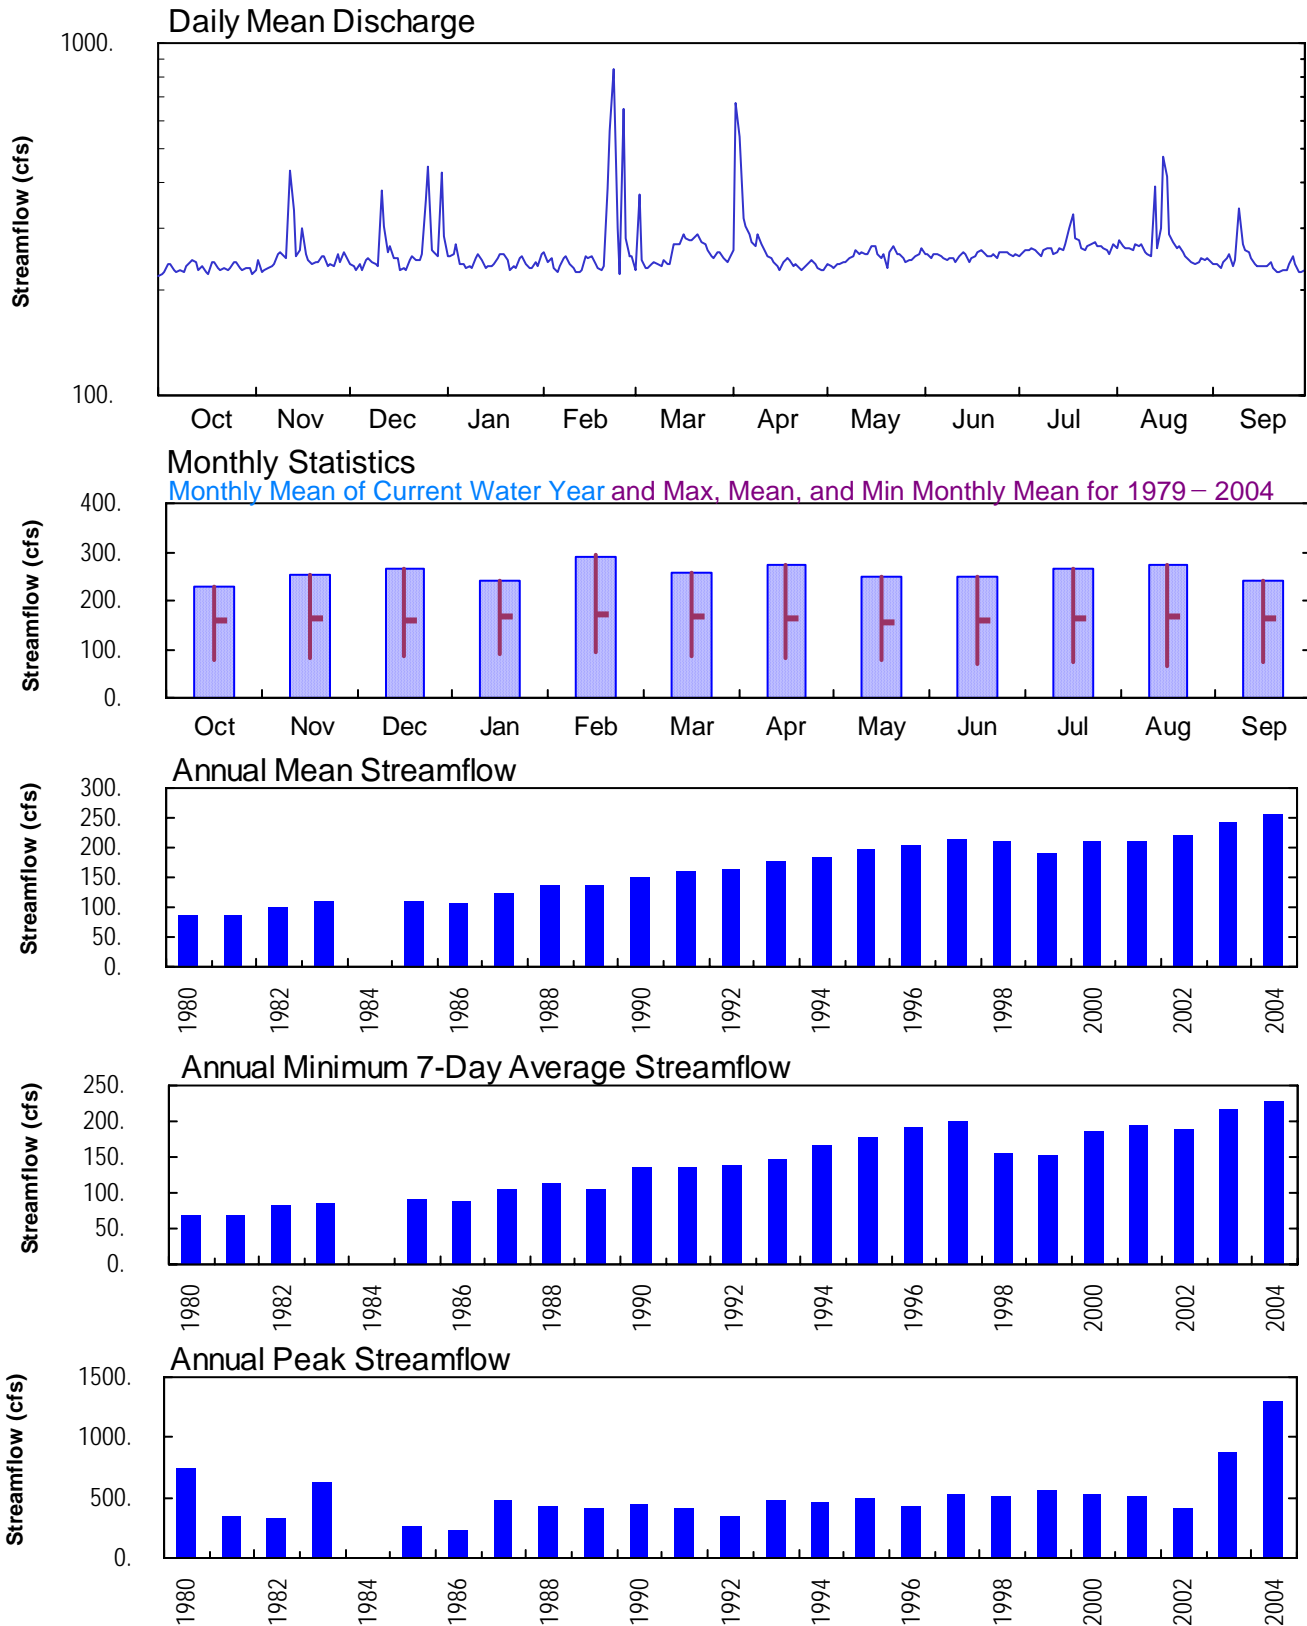 Daily Mean Discharge
1000.
Streamflow (cfs)
100.
Oct Nov Dec Jan Feb Mar Apr May Jun Jul Aug Sep
Monthly Statistics
Monthly Mean of Current Water Year and Max, Mean, and Min Monthly Mean for 1979 – 2004
400.
300.
200.
100.
0.
Streamflow (cfs)
Oct Nov Dec Jan Feb Mar Apr May Jun Jul Aug Sep
Annual Mean Streamflow
300.
250.
200.
150.
100.
50.
0.
Streamflow (cfs)
1980 1982 1984 1986 1988 1990 1992 1994 1996 1998 2000 2002 2004
Annual Minimum 7-Day Average Streamflow
250.
200.
150.
100.
50.
0.
Streamflow (cfs)
1980 1982 1984 1986 1988 1990 1992 1994 1996 1998 2000 2002 2004
Annual Peak Streamflow
1500.
1000.
500.
0.
Streamflow (cfs)
1980 1982 1984 1986 1988 1990 1992 1994 1996 1998 2000 2002 2004